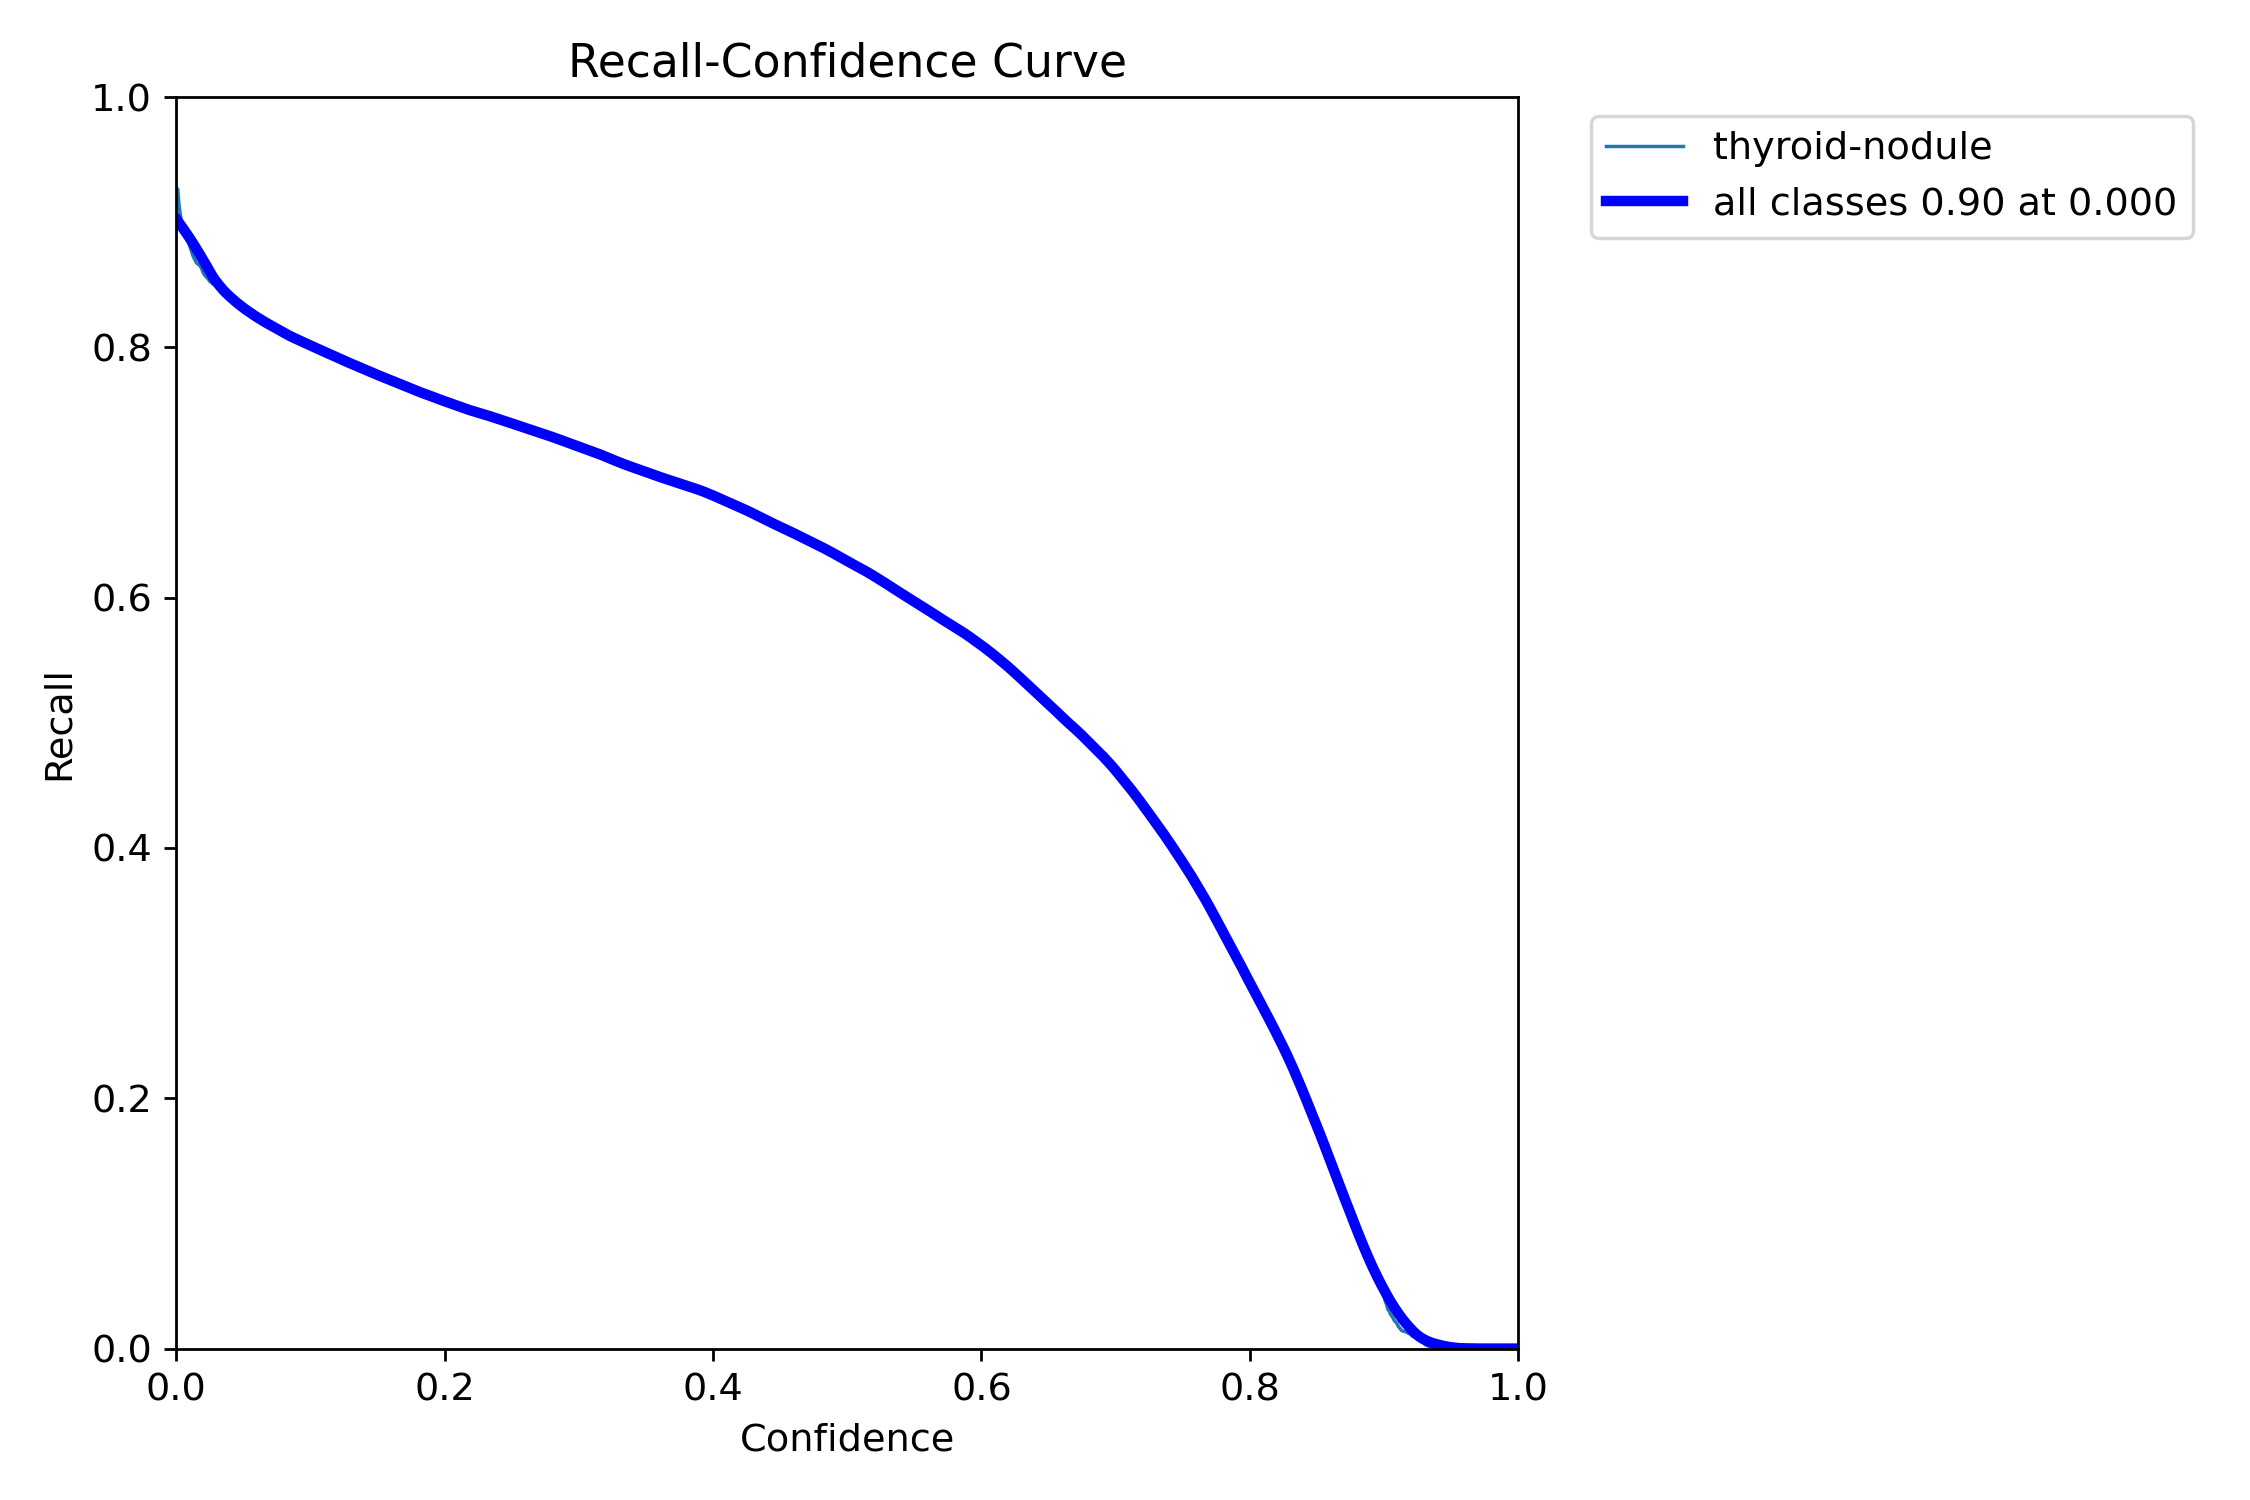 Recall-Confidence Curve
1.0
0.8
0.6
0.4
0.2
0.0
Recall
0.0 0.2 0.4 0.6 0.8 1.0
Confidence
thyroid-nodule
all classes 0.90 at 0.000